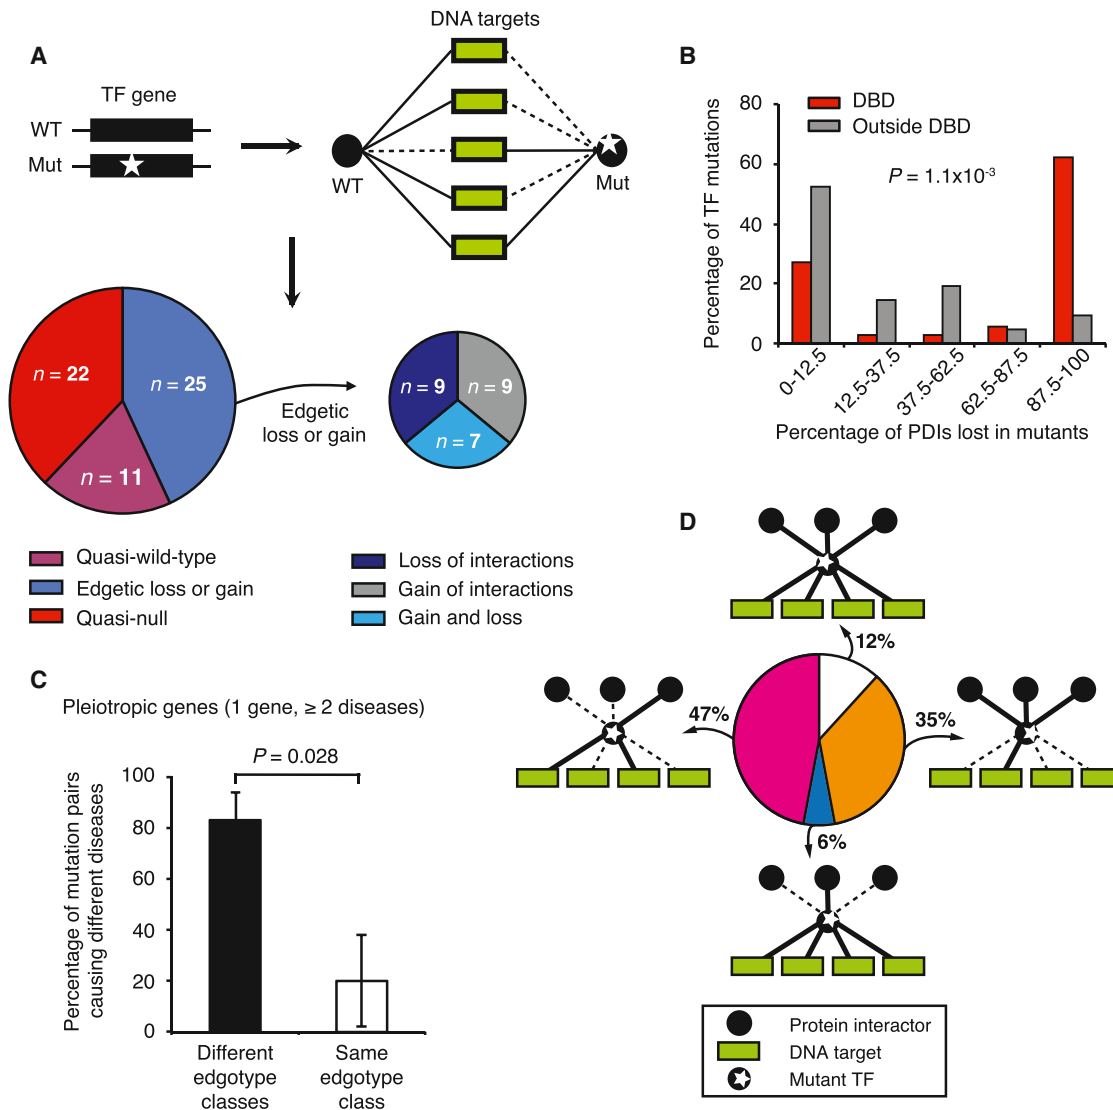 A
TF gene
WT
Mut
DNA targets
WT
Mut
n = 22
n = 25
n = 11
Edgetic
loss or gain
n = 9
n = 9
n = 7
Quasi-wild-type
Edgetic loss or gain
Quasi-null
Loss of interactions
Gain of interactions
Gain and loss
B
Percentage of TF mutations
80
60
40
20
0
DBD
Outside DBD
P = 1.1x10-3
0-12.5
12.5-37.5
37.5-62.5
62.5-87.5
87.5-100
Percentage of PDIs lost in mutants
C
Pleiotropic genes (1 gene, ≥ 2 diseases)
P = 0.028
Percentage of mutation pairs
causing different diseases
100
80
60
40
20
0
Different
edgotype
classes
Same
edgotype
class
D
12%
47%
35%
6%
Protein interactor
DNA target
Mutant TF